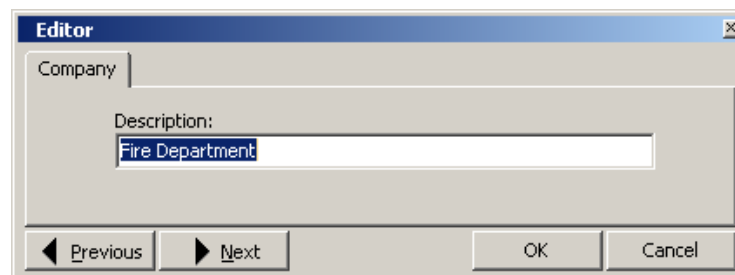 Editor
Company
Description:
Fire Department
Previous Next OK Cancel